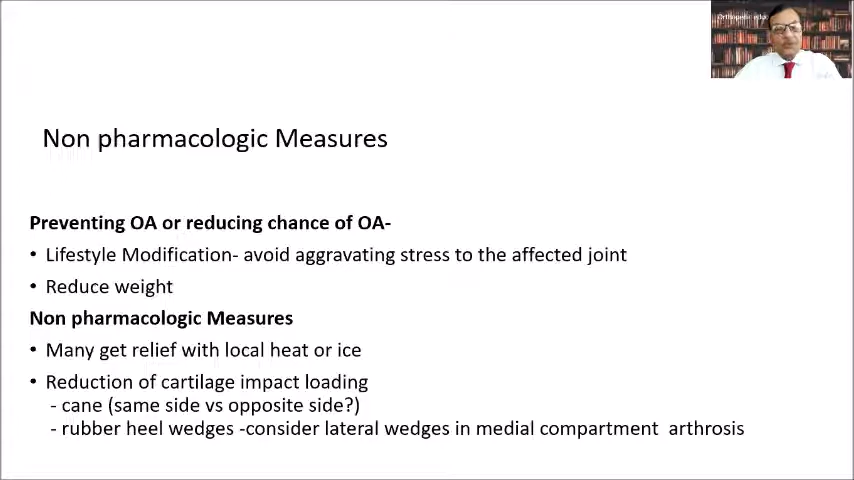 Orthopedic edu
Non pharmacologic Measures
Preventing OA or reducing chance of OA-
• Lifestyle Modification- avoid aggravating stress to the affected joint
• Reduce weight
Non pharmacologic Measures
• Many get relief with local heat or ice
• Reduction of cartilage impact loading
- cane (same side vs opposite side?)
- rubber heel wedges -consider lateral wedges in medial compartment  arthrosis